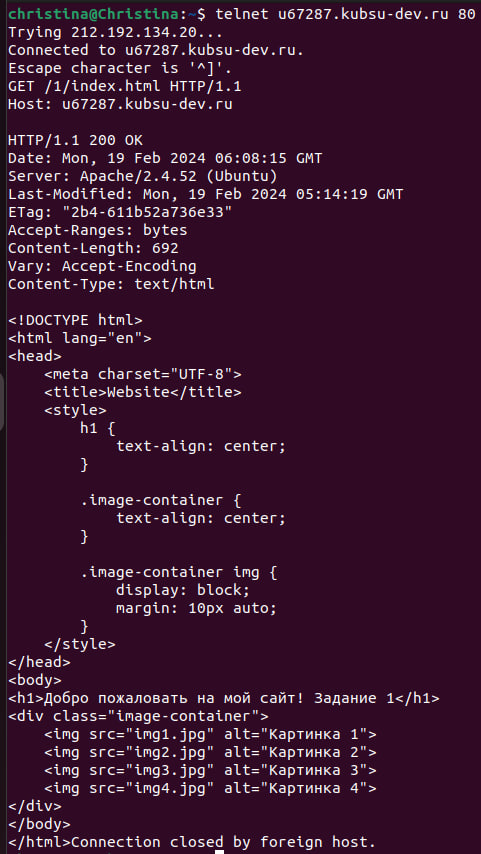 christina@Christina:~$ telnet u67287.kubsu-dev.ru 80
Trying 212.192.134.20...
Connected to u67287.kubsu-dev.ru.
Escape character is '^]'.
GET /1/index.html HTTP/1.1
Host: u67287.kubsu-dev.ru

HTTP/1.1 200 OK
Date: Mon, 19 Feb 2024 06:08:15 GMT
Server: Apache/2.4.52 (Ubuntu)
Last-Modified: Mon, 19 Feb 2024 05:14:19 GMT
ETag: "2b4-611b52a736e33"
Accept-Ranges: bytes
Content-Length: 692
Vary: Accept-Encoding
Content-Type: text/html

<!DOCTYPE html>
<html lang="en">
<head>
    <meta charset="UTF-8">
    <title>Website</title>
    <style>
        h1 {
            text-align: center;
        }

        .image-container {
            text-align: center;
        }

        .image-container img {
            display: block;
            margin: 10px auto;
        }
    </style>
</head>
<body>
<h1>Добро пожаловать на мой сайт! Задание 1</h1>
<div class="image-container">
    <img src="img1.jpg" alt="Картинка 1">
    <img src="img2.jpg" alt="Картинка 2">
    <img src="img3.jpg" alt="Картинка 3">
    <img src="img4.jpg" alt="Картинка 4">
</div>
</body>
</html>Connection closed by foreign host.